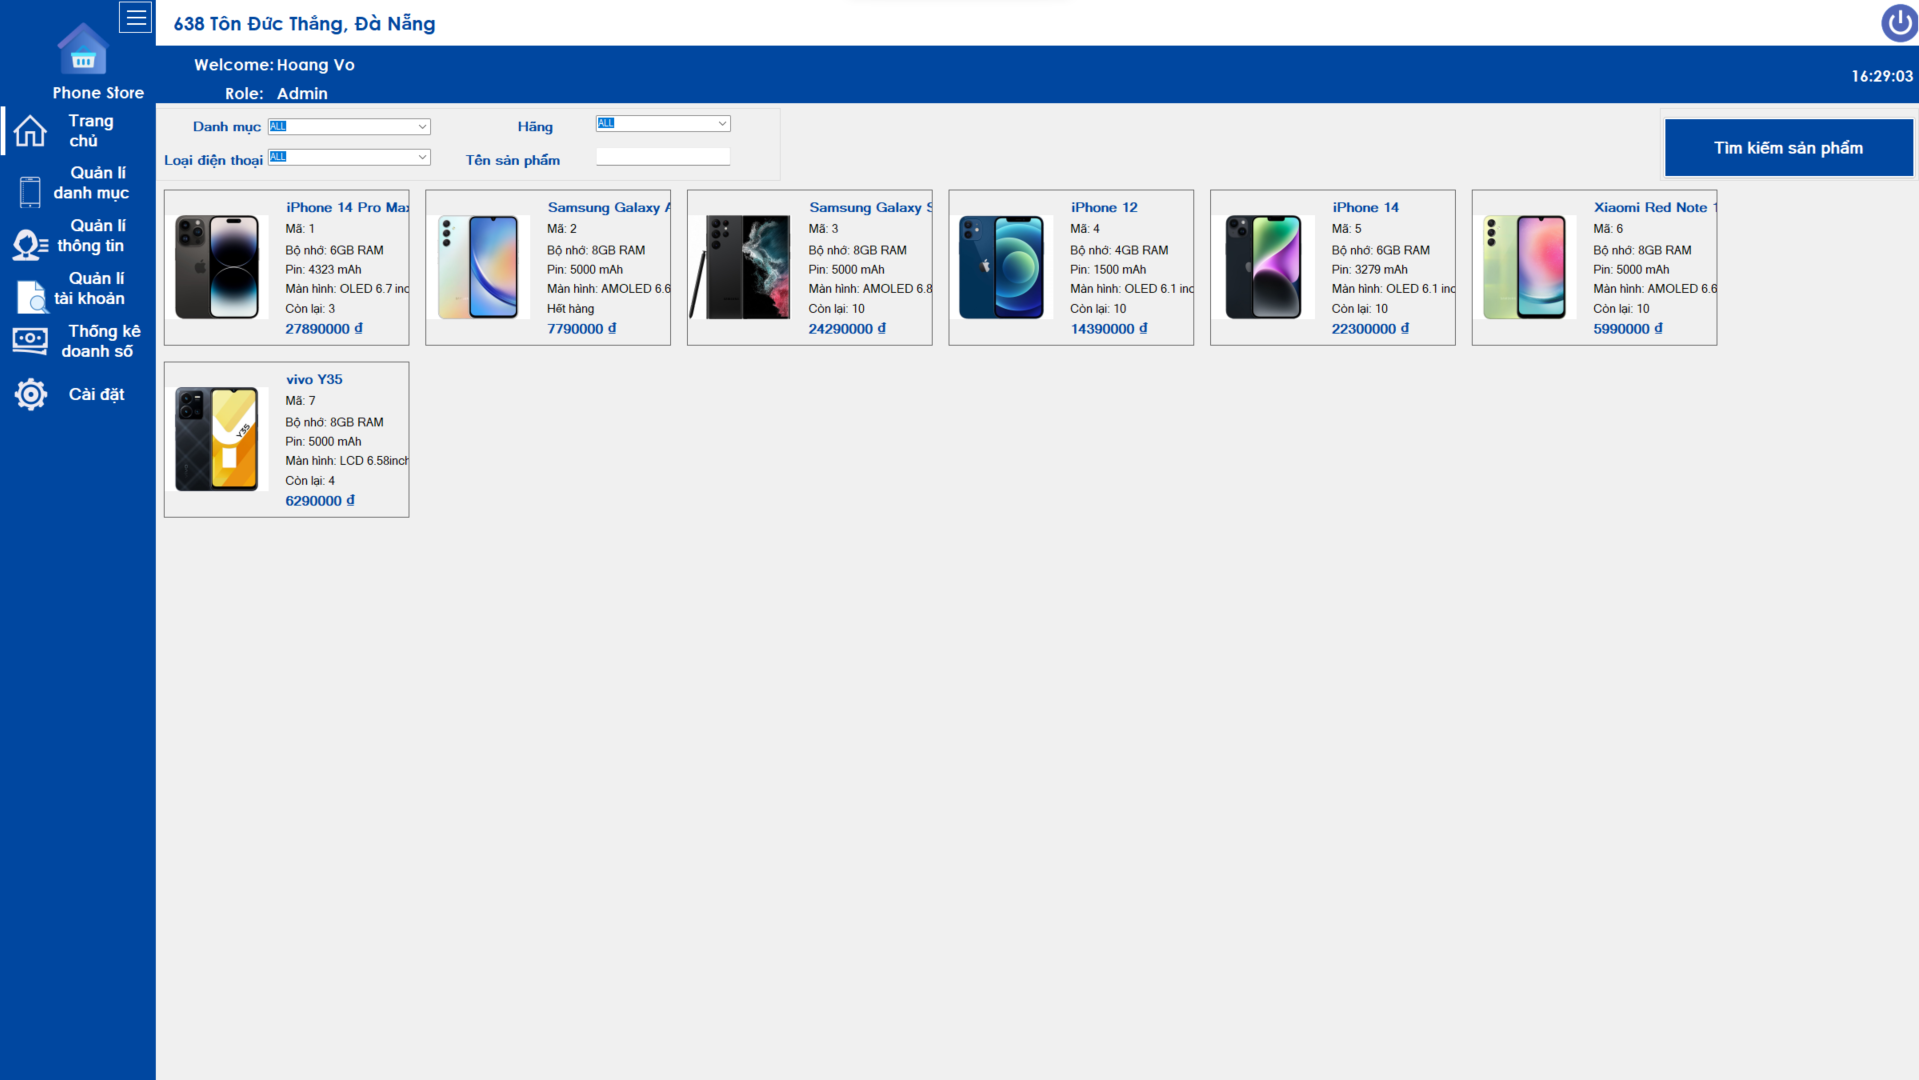 638 Tôn Đức Thắng, Đà Nẵng
Welcome: Hoang Vo
Role: Admin
16:29:03
Phone Store
Trang
chủ
Quản lí
danh mục
Quản lí
thông tin
Quản lí
tài khoản
Thống kê
doanh số
Cài đặt
Danh mục ALL
Hãng ALL
Loại điện thoại ALL
Tên sản phẩm
Tìm kiếm sản phẩm
iPhone 14 Pro Max
Mã: 1
Bộ nhớ: 6GB RAM
Pin: 4323 mAh
Màn hình: OLED 6.7 inc
Còn lại: 3
27890000 đ
Samsung Galaxy A
Mã: 2
Bộ nhớ: 8GB RAM
Pin: 5000 mAh
Màn hình: AMOLED 6.6
Hết hàng
7790000 đ
Samsung Galaxy S
Mã: 3
Bộ nhớ: 8GB RAM
Pin: 5000 mAh
Màn hình: AMOLED 6.8
Còn lại: 10
24290000 đ
iPhone 12
Mã: 4
Bộ nhớ: 4GB RAM
Pin: 1500 mAh
Màn hình: OLED 6.1 inc
Còn lại: 10
14390000 đ
iPhone 14
Mã: 5
Bộ nhớ: 6GB RAM
Pin: 3279 mAh
Màn hình: OLED 6.1 inc
Còn lại: 10
22300000 đ
Xiaomi Red Note 1
Mã: 6
Bộ nhớ: 8GB RAM
Pin: 5000 mAh
Màn hình: AMOLED 6.6
Còn lại: 10
5990000 đ
Y35
vivo Y35
Mã: 7
Bộ nhớ: 8GB RAM
Pin: 5000 mAh
Màn hình: LCD 6.58inch
Còn lại: 4
6290000 đ